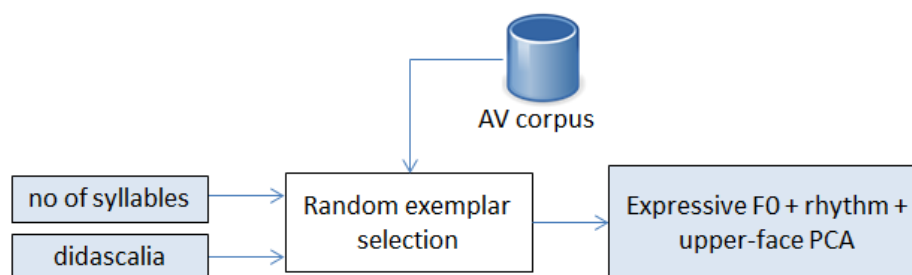 AV corpus
no of syllables
didascalia
Random exemplar
selection
Expressive F0 + rhythm +
upper-face PCA